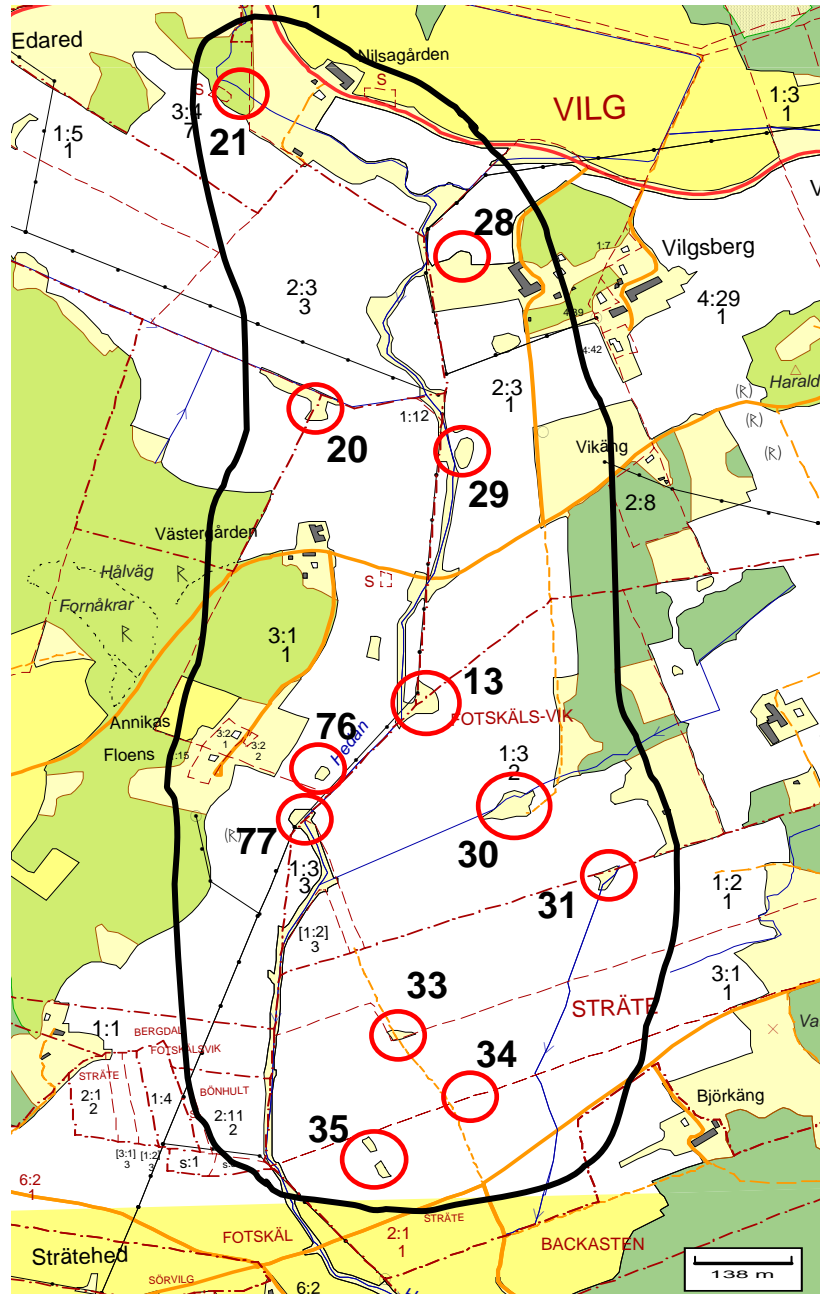 1
Edared
Nilsagården
S
S
VILG
1:3
1
3:4
7
1:5
1
21
28
V
1:7
Vilgsberg
2:3
3
4:29
1
4:42
2:3
1
Harald
(R)
(R)
(R)
1:12
20
29
Vikäng
2:8
Västergården
Hålväg
R
S
Fornåkrar
R
3:1
1
13
FOTSKÄLS-VIK
Annikas
76
Hedån
Floens
:15
3:2
1
3:2
2
1:3
2
(R)
77
30
1:3
3
31
1:2
1
[1:2]
3
3:1
1
33
STRÄTE
Va
1:1
BERGDAL
FOTSKÄLSVIK
34
STRÄTE
2:1
2
1:4
BÖNHULT
2:11
2
Björkäng
35
[3:1]
3
[1:2]
3
s:1
6:2
1
FOTSKÄL
2:1
1
STRÄTE
BACKASTEN
Strätehed
SÖRVILG
6:2
138 m